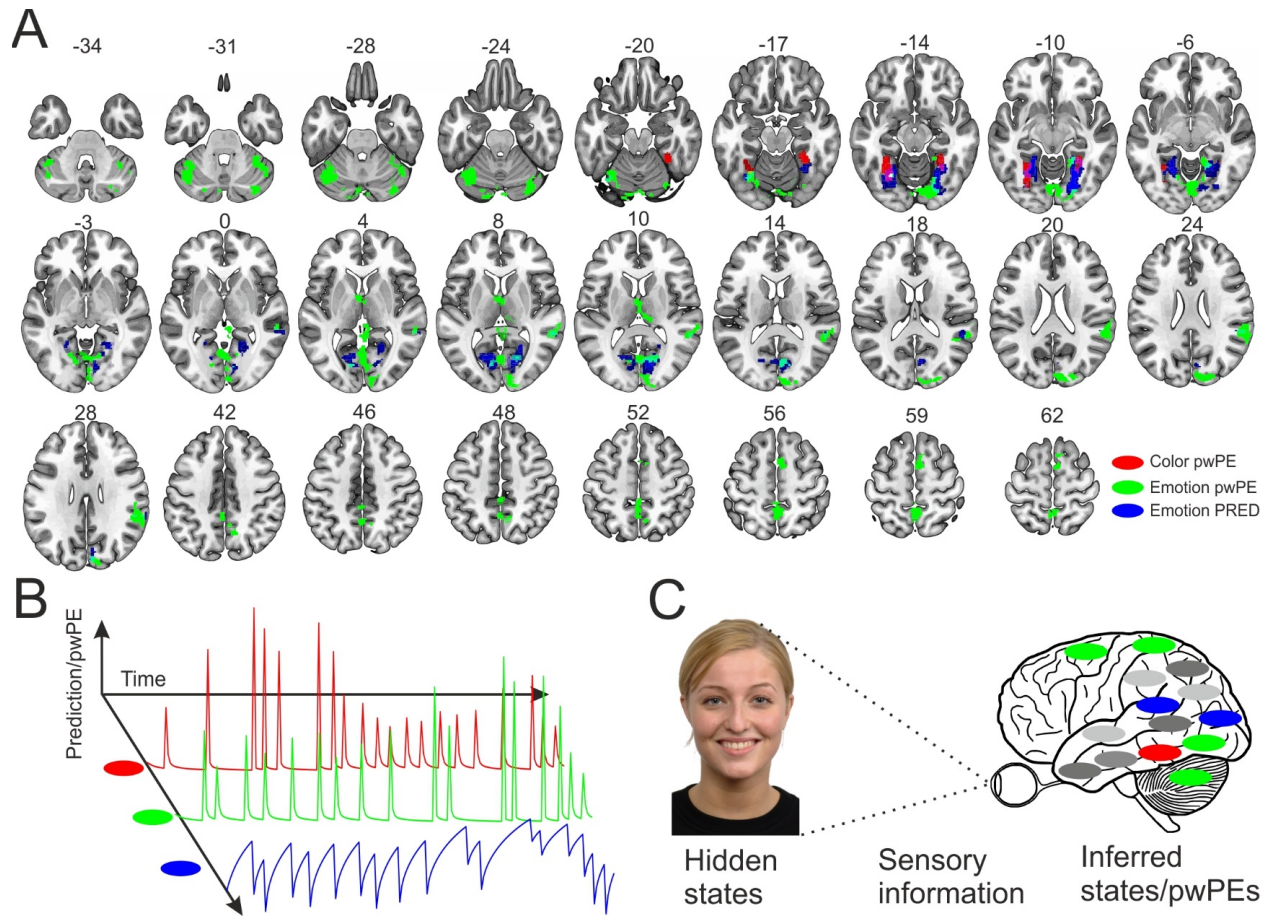 A
-34 -31 -28 -24 -20 -17 -14 -10 -6
-3 0 4 8 10 14 18 20 24
28 42 46 48 52 56 59 62
Color pwPE
Emotion pwPE
Emotion PRED
B
Prediction/pwPE
Time
C
Hidden
states
Sensory
information
Inferred
states/pwPEs